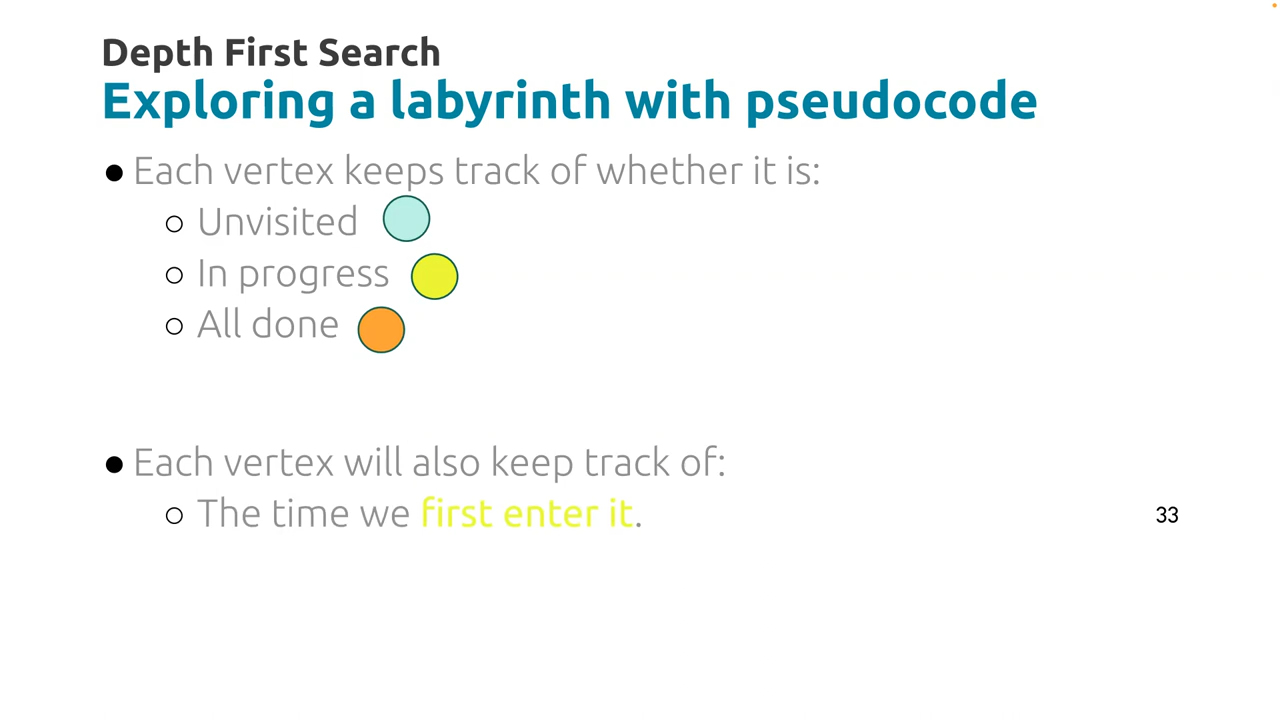 Depth First Search
Exploring a labyrinth with pseudocode
● Each vertex keeps track of whether it is:
○ Unvisited
○ In progress
○ All done
● Each vertex will also keep track of:
○ The time we first enter it.
33